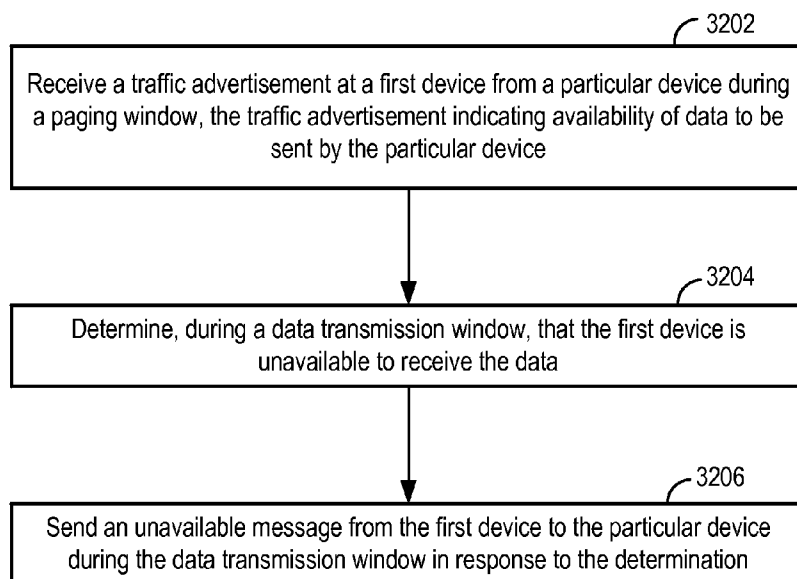 3202
Receive a traffic advertisement at a first device from a particular device during
a paging window, the traffic advertisement indicating availability of data to be
sent by the particular device
3204
Determine, during a data transmission window, that the first device is
unavailable to receive the data
3206
Send an unavailable message from the first device to the particular device
during the data transmission window in response to the determination